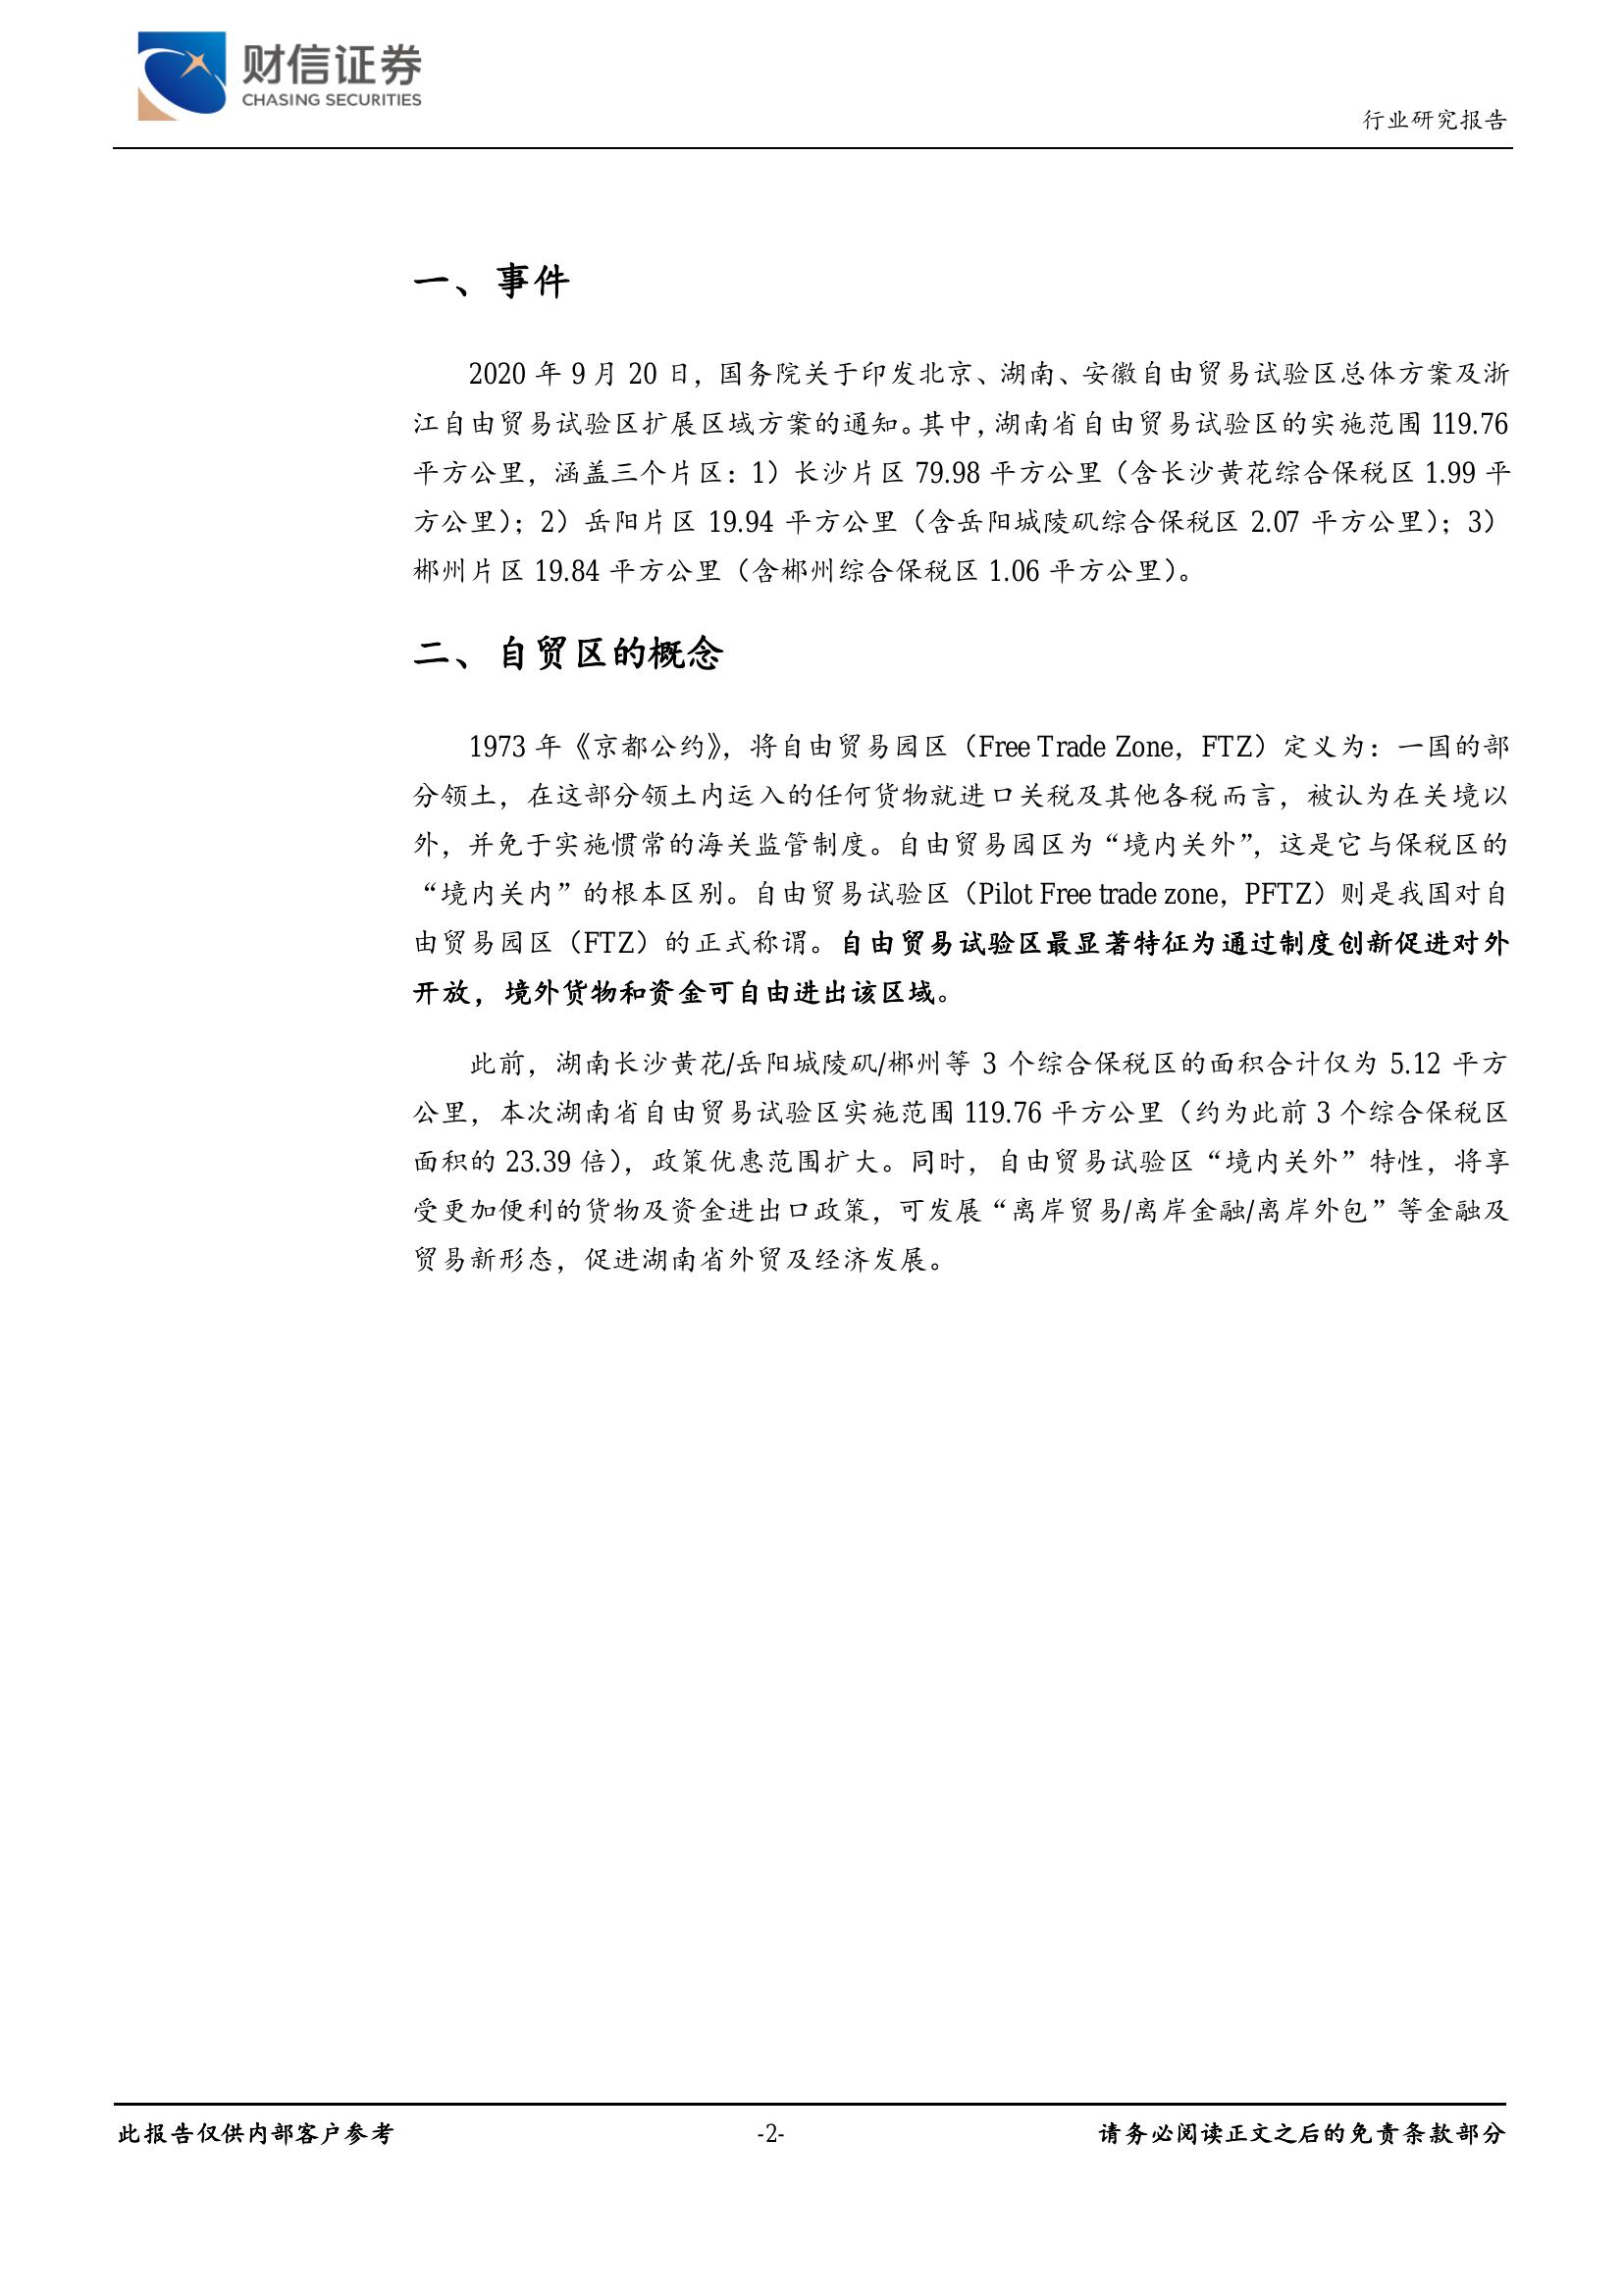 财信证券
CHASING SECURITIES
行业研究报告
一、事件
2020 年 9 月 20 日，国务院关于印发北京、湖南、安徽自由贸易试验区总体方案及浙
江自由贸易试验区扩展区域方案的通知。其中，湖南省自由贸易试验区的实施范围 119.76
平方公里，涵盖三个片区：1）长沙片区 79.98 平方公里（含长沙黄花综合保税区 1.99 平
方公里）；2）岳阳片区 19.94 平方公里（含岳阳城陵矶综合保税区 2.07 平方公里）；3）
郴州片区 19.84 平方公里（含郴州综合保税区 1.06 平方公里）。
二、自贸区的概念
1973 年《京都公约》，将自由贸易园区（Free Trade Zone，FTZ）定义为：一国的部
分领土，在这部分领土内运入的任何货物就进口关税及其他各税而言，被认为在关境以
外，并免于实施惯常的海关监管制度。自由贸易园区为“境内关外”，这是它与保税区的
“境内关内”的根本区别。自由贸易试验区（Pilot Free trade zone，PFTZ）则是我国对自
由贸易园区（FTZ）的正式称谓。自由贸易试验区最显著特征为通过制度创新促进对外
开放，境外货物和资金可自由进出该区域。
此前，湖南长沙黄花/岳阳城陵矶/郴州等 3 个综合保税区的面积合计仅为 5.12 平方
公里，本次湖南省自由贸易试验区实施范围 119.76 平方公里（约为此前 3 个综合保税区
面积的 23.39 倍），政策优惠范围扩大。同时，自由贸易试验区“境内关外”特性，将享
受更加便利的货物及资金进出口政策，可发展“离岸贸易/离岸金融/离岸外包”等金融及
贸易新形态，促进湖南省外贸及经济发展。
此报告仅供内部客户参考
-2-
请务必阅读正文之后的免责条款部分